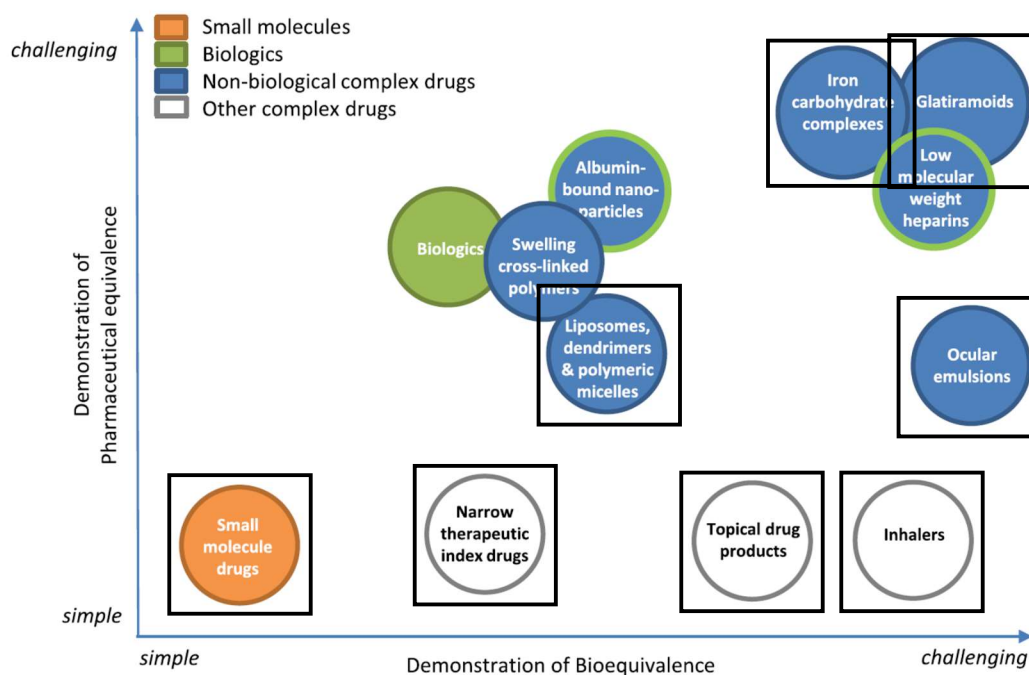 Small molecules
Biologics
Non-biological complex drugs
Other complex drugs
challenging
Demonstration of
Pharmaceutical equivalence
simple
Iron
carbohydrate
complexes
Glatiramoids
Low
molecular
weight
heparins
Albumin-
bound nano-
particles
Biologics
Swelling
cross-linked
polymers
Liposomes,
dendrimers
& polymeric
micelles
Ocular
emulsions
Small
molecule
drugs
Narrow
therapeutic
index drugs
Topical drug
products
Inhalers
simple
Demonstration of Bioequivalence
challenging